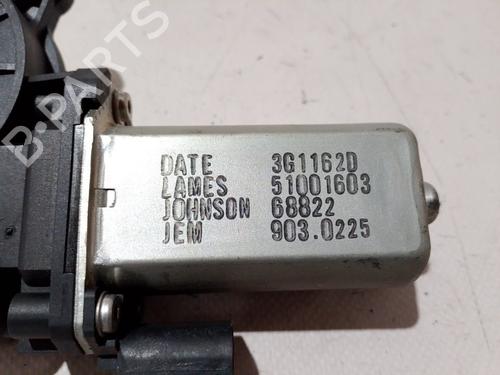 DATE 3G1162D
LAMES 51001603
JOHNSON 68822
JEM 903.0225
B-PARTS